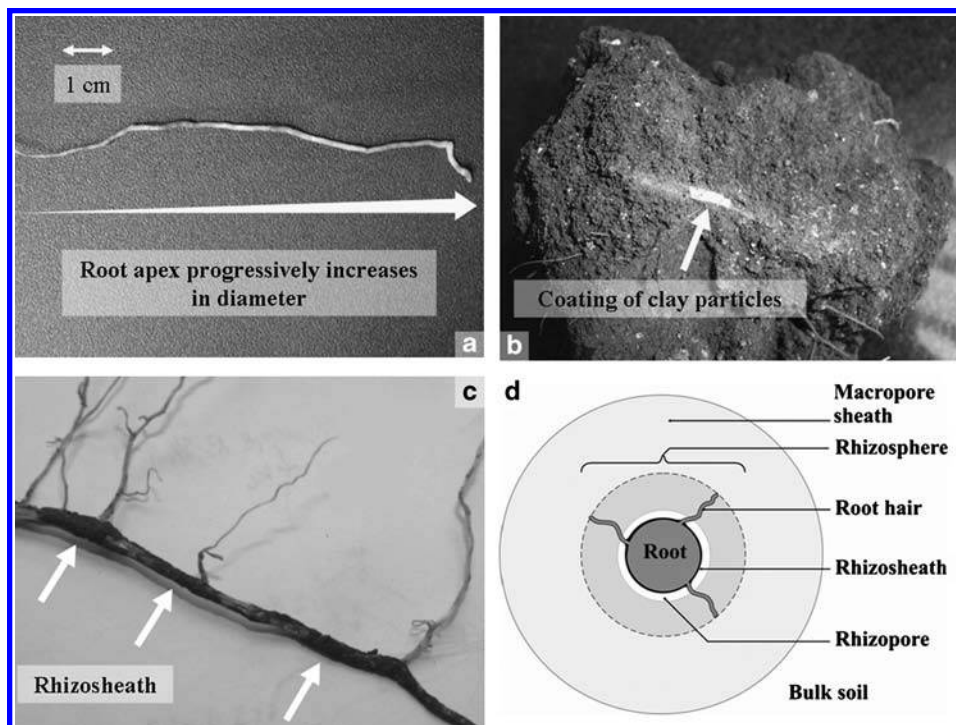 1 cm
Root apex progressively increases
in diameter
a
Coating of clay particles
b
c
Rhizosheath
d
Macropore
sheath
Rhizosphere
Root hair
Root
Rhizosheath
Rhizopore
Bulk soil